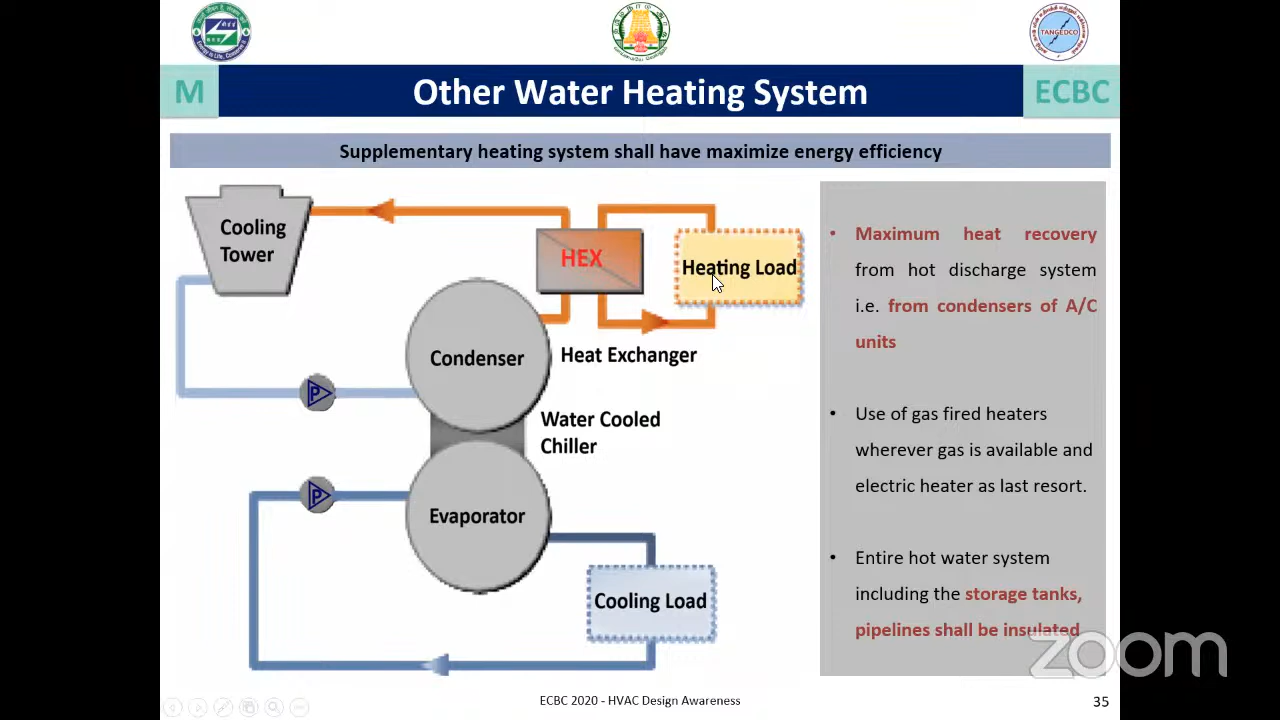 TANGEDCO
M
Other Water Heating System
ECBC
Supplementary heating system shall have maximize energy efficiency
Cooling
Tower
HEX
Heating Load
Condenser
Heat Exchanger
P
Water Cooled
Chiller
P
Evaporator
Cooling Load
• Maximum heat recovery
from hot discharge system
i.e. from condensers of A/C
units
• Use of gas fired heaters
wherever gas is available and
electric heater as last resort.
• Entire hot water system
including the storage tanks,
pipelines shall be insulated
zoom
ECBC 2020 - HVAC Design Awareness
35